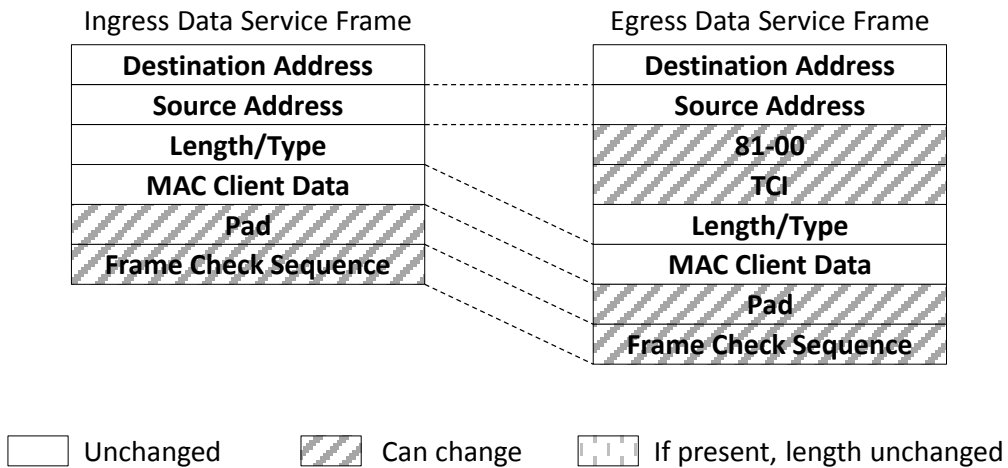 Ingress Data Service Frame
Destination Address
Source Address
Length/Type
MAC Client Data
Pad
Frame Check Sequence
Egress Data Service Frame
Destination Address
Source Address
81-00
TCI
Length/Type
MAC Client Data
Pad
Frame Check Sequence
Unchanged
Can change
If present, length unchanged